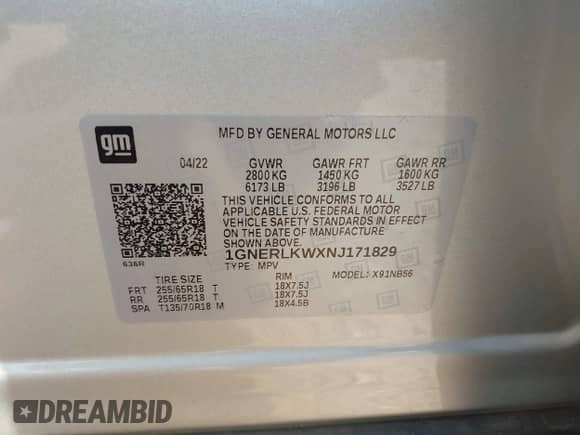 gm
MFD BY GENERAL MOTORS LLC
04/22 GVWR GAWR FRT GAWR RR
2800 KG 1450 KG 1600 KG
6173 LB 3196 LB 3527 LB
THIS VEHICLE CONFORMS TO ALL
APPLICABLE U.S. FEDERAL MOTOR
VEHICLE SAFETY STANDARDS IN EFFECT
ON THE DATE OF MANUFACTURE
SHOWN ABOVE.
1GNERLKWXNJ171829
636R TYPE: MPV MODEL: X91NB56
TIRE SIZE RIM
FRT 255/65R18 T 18X7.5J
RR 255/65R18 T 18X7.5J
SPA T135/70R18 M 18X4.5B
DREAMBID